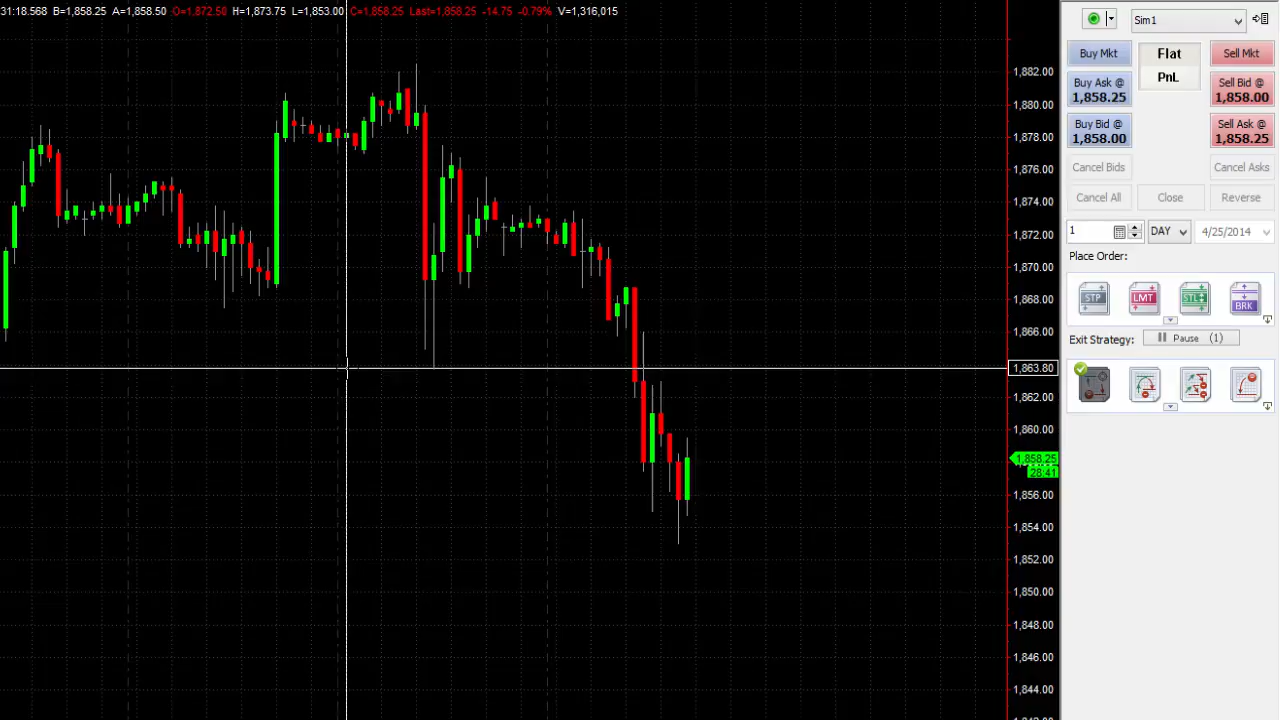 31:18.568 B=1,858.25 A=1,858.50 O=1,872.50 H=1,873.75 L=1,853.00 C=1,858.25 Last=1,858.25 -14.75 -0.79% V=1,316,015
Sim1
Buy Mkt
Flat
Sell Mkt
PnL
Buy Ask @
1,858.25
Sell Bid @
1,858.00
Buy Bid @
1,858.00
Sell Ask @
1,858.25
Cancel Bids
Cancel Asks
Cancel All
Close
Reverse
1
DAY
4/25/2014
Place Order:
STP
LMT
STL
BRK
Exit Strategy:
Pause (1)
1,882.00
1,880.00
1,878.00
1,876.00
1,874.00
1,872.00
1,870.00
1,868.00
1,866.00
1,863.80
1,862.00
1,860.00
1,858.25
28:41
1,856.00
1,854.00
1,852.00
1,850.00
1,848.00
1,846.00
1,844.00